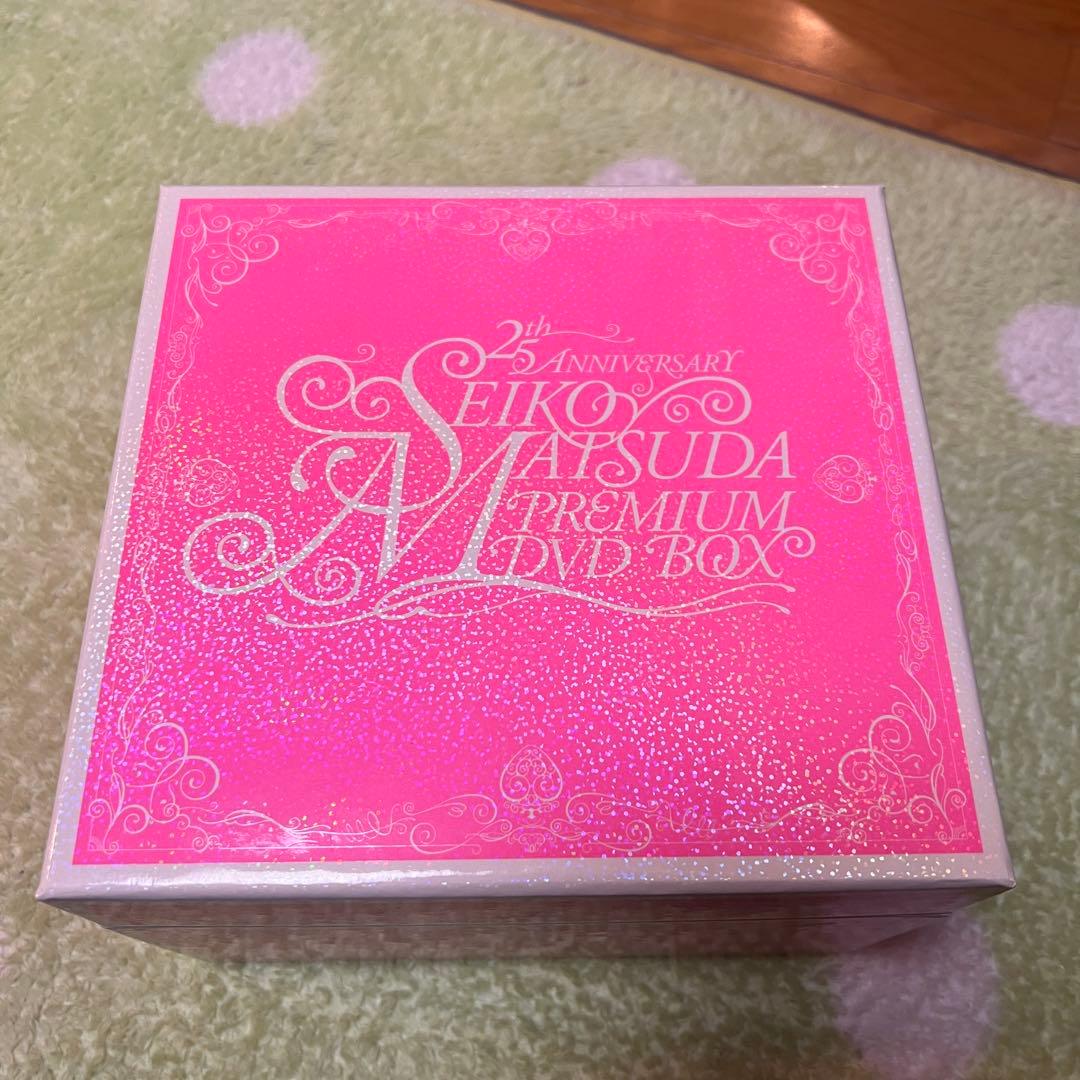 25th ANNIVERSARY
SEIKO
MATSUDA
PREMIUM
DVD BOX